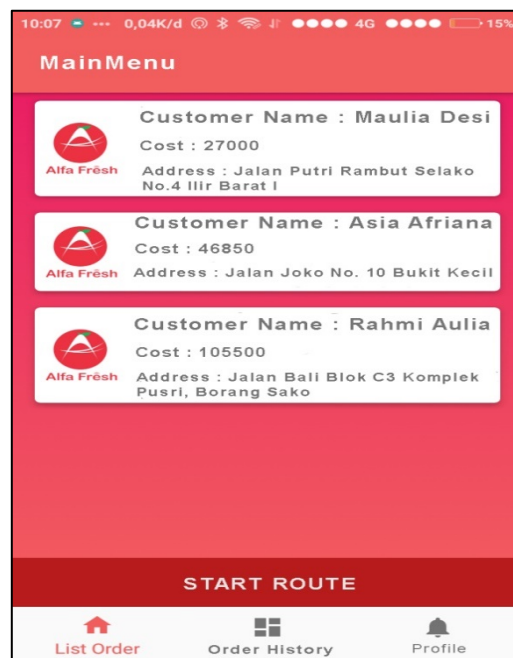 10:07 ... 0,04K/d 4G 15%
MainMenu
Customer Name : Maulia Desi
Cost : 27000
Alfa Frēsh
Address : Jalan Putri Rambut Selako
No.4 Ilir Barat I
Customer Name : Asia Afriana
Cost : 46850
Alfa Frēsh
Address : Jalan Joko No. 10 Bukit Kecil
Customer Name : Rahmi Aulia
Cost : 105500
Alfa Frēsh
Address : Jalan Bali Blok C3 Komplek
Pusri, Borang Sako
START ROUTE
List Order
Order History
Profile